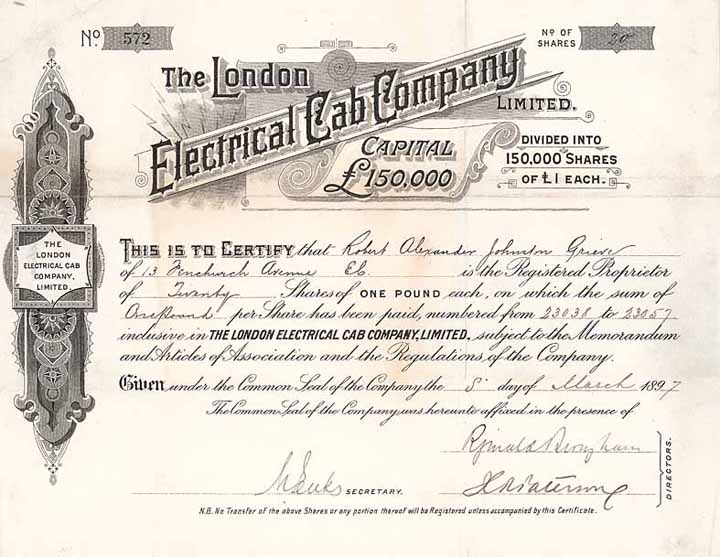 No. 572
No. OF SHARES 20
The London
Electrical Cab Company
LIMITED.
CAPITAL
£150,000
DIVIDED INTO
150,000 SHARES
OF £1 EACH.
THE
LONDON
ELECTRICAL CAB
COMPANY,
LIMITED.
THIS IS TO CERTIFY that Robert Alexander Johnston Grieve
of 13 Fenchurch Avenue E.C. is the Registered Proprietor
of Twenty Shares of ONE POUND each, on which the sum of
One Pound per Share has been paid, numbered from 23038 to 23057
inclusive in THE LONDON ELECTRICAL CAB COMPANY, LIMITED, subject to the Memorandum
and Articles of Association and the Regulations of the Company.
Given under the Common Seal of the Company the 8 day of March 1897
The Common Seal of the Company was hereunto affixed in the presence of
Reginald Brougham
H R Paterson
DIRECTORS.
SECRETARY.
N.B. No Transfer of the above Shares or any portion thereof will be Registered unless accompanied by this Certificate.